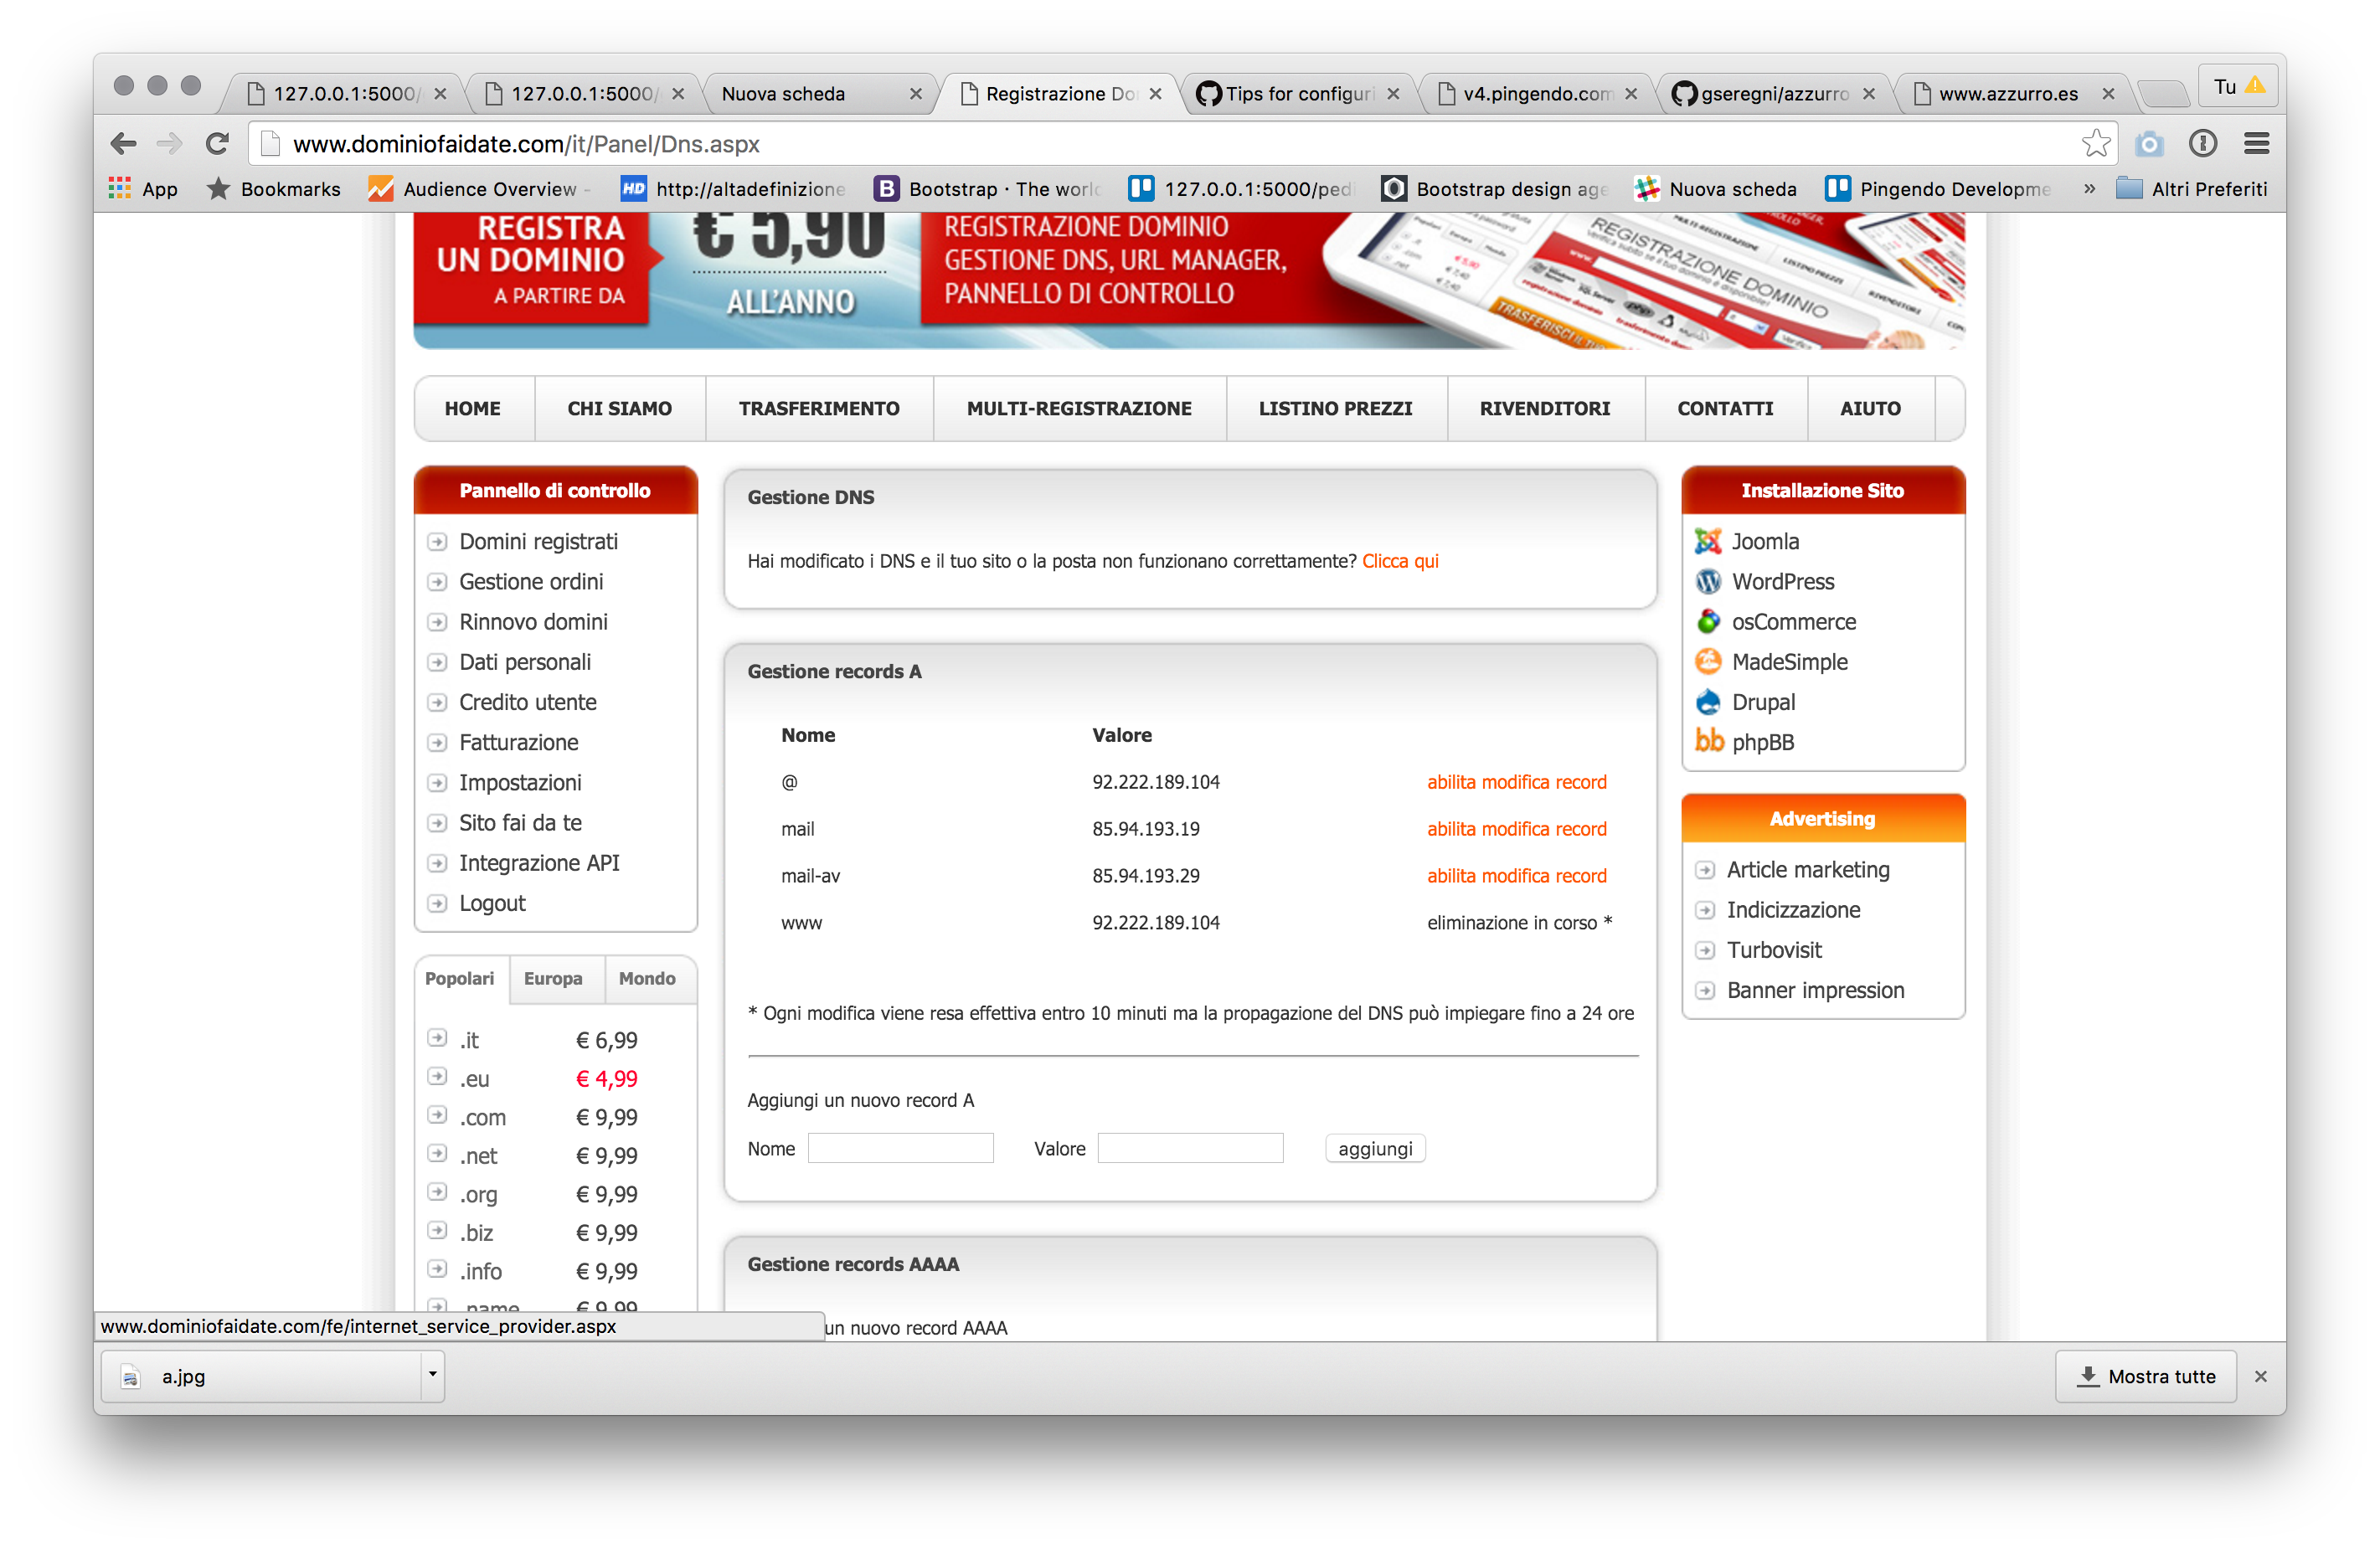 127.0.0.1:5000/
127.0.0.1:5000/
Nuova scheda
Registrazione Do
Tips for configuri
v4.pingendo.com
gseregni/azzurro
www.azzurro.es
Tu
www.dominiofaidate.com/it/Panel/Dns.aspx
App
Bookmarks
Audience Overview -
HD http://altadefinizione
B Bootstrap · The worl
127.0.0.1:5000/pedi
Bootstrap design age
Nuova scheda
Pingendo Developme
»
Altri Preferiti
REGISTRA
UN DOMINIO
A PARTIRE DA
€ 5,90
ALL'ANNO
REGISTRAZIONE DOMINIO
GESTIONE DNS, URL MANAGER,
PANNELLO DI CONTROLLO
REGISTRAZIONE DOMINIO
TRASFERISCI IL TUO
HOME
CHI SIAMO
TRASFERIMENTO
MULTI-REGISTRAZIONE
LISTINO PREZZI
RIVENDITORI
CONTATTI
AIUTO
Pannello di controllo
Domini registrati
Gestione ordini
Rinnovo domini
Dati personali
Credito utente
Fatturazione
Impostazioni
Sito fai da te
Integrazione API
Logout
Popolari Europa Mondo
.it € 6,99
.eu € 4,99
.com € 9,99
.net € 9,99
.org € 9,99
.biz € 9,99
.info € 9,99
.name € 9,99
Gestione DNS
Hai modificato i DNS e il tuo sito o la posta non funzionano correttamente? Clicca qui
Gestione records A
Nome Valore
@ 92.222.189.104 abilita modifica record
mail 85.94.193.19 abilita modifica record
mail-av 85.94.193.29 abilita modifica record
www 92.222.189.104 eliminazione in corso *
* Ogni modifica viene resa effettiva entro 10 minuti ma la propagazione del DNS può impiegare fino a 24 ore
Aggiungi un nuovo record A
Nome Valore aggiungi
Gestione records AAAA
un nuovo record AAAA
Installazione Sito
Joomla
WordPress
osCommerce
MadeSimple
Drupal
bb phpBB
Advertising
Article marketing
Indicizzazione
Turbovisit
Banner impression
www.dominiofaidate.com/fe/internet_service_provider.aspx
a.jpg
Mostra tutte